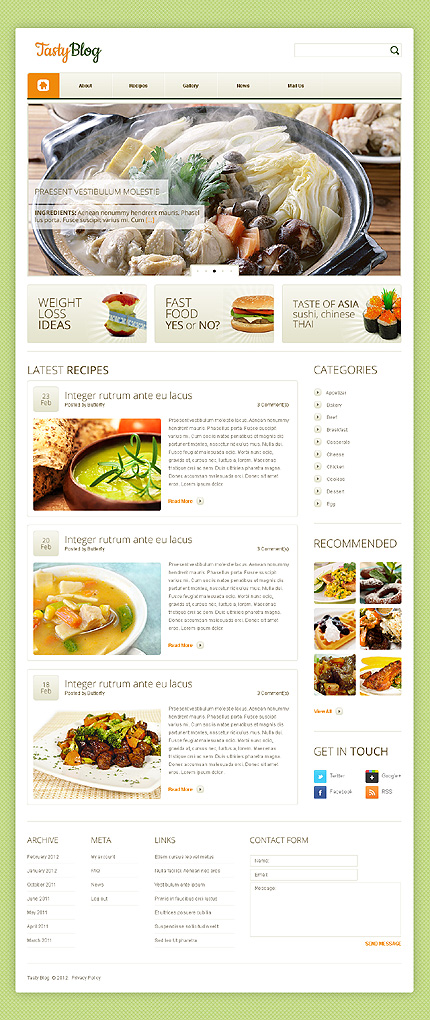 TastyBlog
About Recipes Gallery News Mail Us
PRAESENT VESTIBULUM MOLESTIE
INGREDIENTS: Aenean nonummy hendrerit mauris. Phasel
lus porta. Fusce suscipit varius mi. Cum [...]
WEIGHT
LOSS
IDEAS
FAST
FOOD
YES or NO?
TASTE OF ASIA
sushi, chinese
THAI
LATEST RECIPES
23
Feb
Integer rutrum ante eu lacus
Posted by Butterfly
3 Comment(s)
Praesent vestibulum molestie lacus. Aenean nonummy
hendrerit mauris. Phasellus porta. Fusce suscipit
varius mi. Cum sociis natoque penatibus et magnis dis
parturient montes, nascetur ridiculus mus. Nulla dui.
Fusce feugiat malesuada odio. Morbi nunc odio,
gravida at, cursus nec, luctus a, lorem. Maecenas
tristique orci ac sem. Duis ultricies pharetra magna.
Donec accumsan malesuada orci. Donec sit amet
eros. Lorem ipsum dolor
Read More
20
Feb
Integer rutrum ante eu lacus
Posted by Butterfly
3 Comment(s)
Praesent vestibulum molestie lacus. Aenean nonummy
hendrerit mauris. Phasellus porta. Fusce suscipit
varius mi. Cum sociis natoque penatibus et magnis dis
parturient montes, nascetur ridiculus mus. Nulla dui.
Fusce feugiat malesuada odio. Morbi nunc odio,
gravida at, cursus nec, luctus a, lorem. Maecenas
tristique orci ac sem. Duis ultricies pharetra magna.
Donec accumsan malesuada orci. Donec sit amet
eros. Lorem ipsum dolor
Read More
18
Feb
Integer rutrum ante eu lacus
Posted by Butterfly
3 Comment(s)
Praesent vestibulum molestie lacus. Aenean nonummy
hendrerit mauris. Phasellus porta. Fusce suscipit
varius mi. Cum sociis natoque penatibus et magnis dis
parturient montes, nascetur ridiculus mus. Nulla dui.
Fusce feugiat malesuada odio. Morbi nunc odio,
gravida at, cursus nec, luctus a, lorem. Maecenas
tristique orci ac sem. Duis ultricies pharetra magna.
Donec accumsan malesuada orci. Donec sit amet
eros. Lorem ipsum dolor
Read More
CATEGORIES
Appetizer
Bakery
Beef
Breakfast
Casserole
Cheese
Chicken
Cookies
Dessert
Egg
RECOMMENDED
View All
GET IN TOUCH
Twitter
Google+
Facebook
RSS
ARCHIVE
February 2012
January 2012
October 2011
June 2011
May 2011
April 2011
March 2011
META
My account
FAQ
News
Log out
LINKS
Etiam cursus leo vel metus
Nulla facilisi. Aenean nec eros
Vestibulum ante ipsum
Primis in faucibus orci luctus
Et ultrices posuere cubilia
Suspendisse sollicitudin velit
Sed leo. Ut pharetra
CONTACT FORM
Name:
Email:
Message:
SEND MESSAGE
Tasty Blog © 2012 Privacy Policy